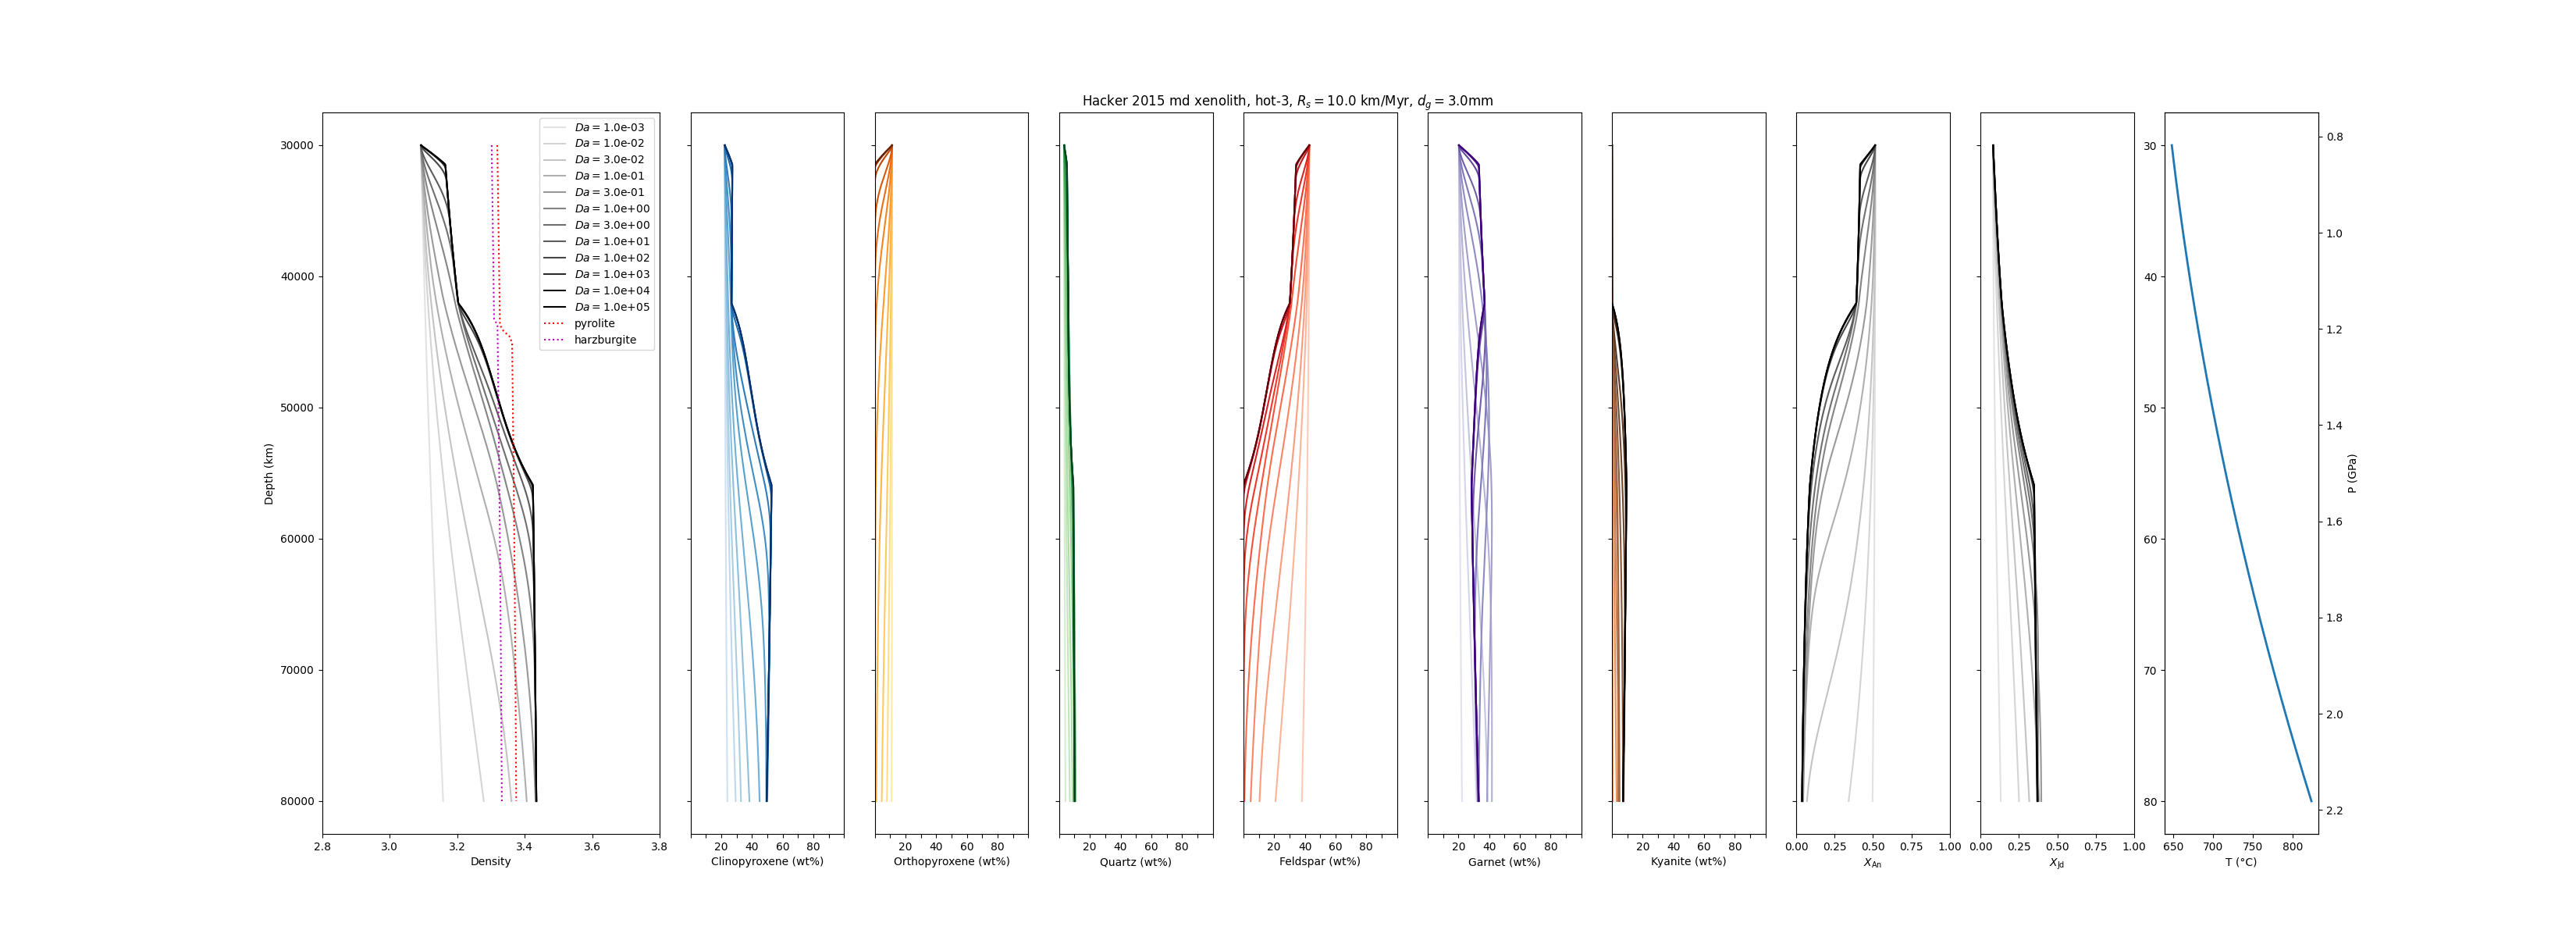 Hacker 2015 md xenolith, hot-3, Rs = 10.0 km/Myr, dg = 3.0mm
Da = 1.0e-03
Da = 1.0e-02
Da = 3.0e-02
Da = 1.0e-01
Da = 3.0e-01
Da = 1.0e+00
Da = 3.0e+00
Da = 1.0e+01
Da = 1.0e+02
Da = 1.0e+03
Da = 1.0e+04
Da = 1.0e+05
pyrolite
harzburgite
Depth (km)
30000
40000
50000
60000
70000
80000
2.8 3.0 3.2 3.4 3.6 3.8
Density
20 40 60 80
Clinopyroxene (wt%)
20 40 60 80
Orthopyroxene (wt%)
20 40 60 80
Quartz (wt%)
20 40 60 80
Feldspar (wt%)
20 40 60 80
Garnet (wt%)
20 40 60 80
Kyanite (wt%)
0.00 0.25 0.50 0.75 1.00
XAn
0.00 0.25 0.50 0.75 1.00
XJd
30
40
50
60
70
80
650 700 750 800
T (°C)
0.8
1.0
1.2
1.4
1.6
1.8
2.0
2.2
P (GPa)